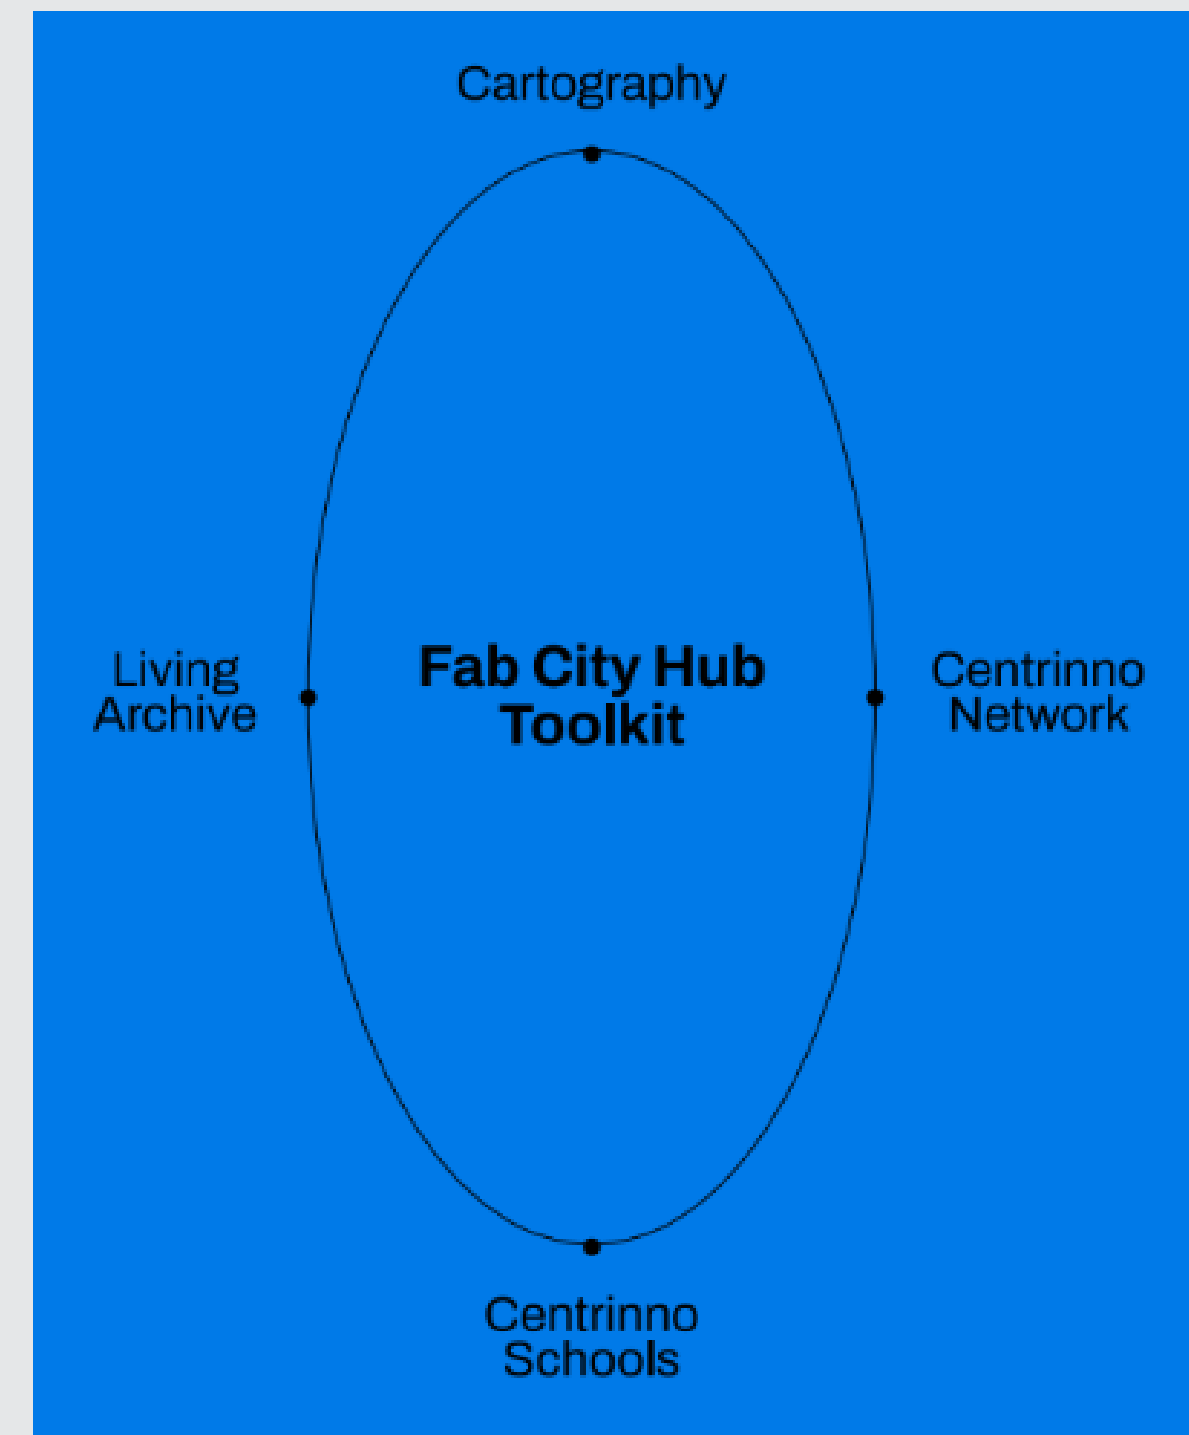 Cartography
Living
Archive
Fab City Hub
Toolkit
Centrinno
Network
Centrinno
Schools